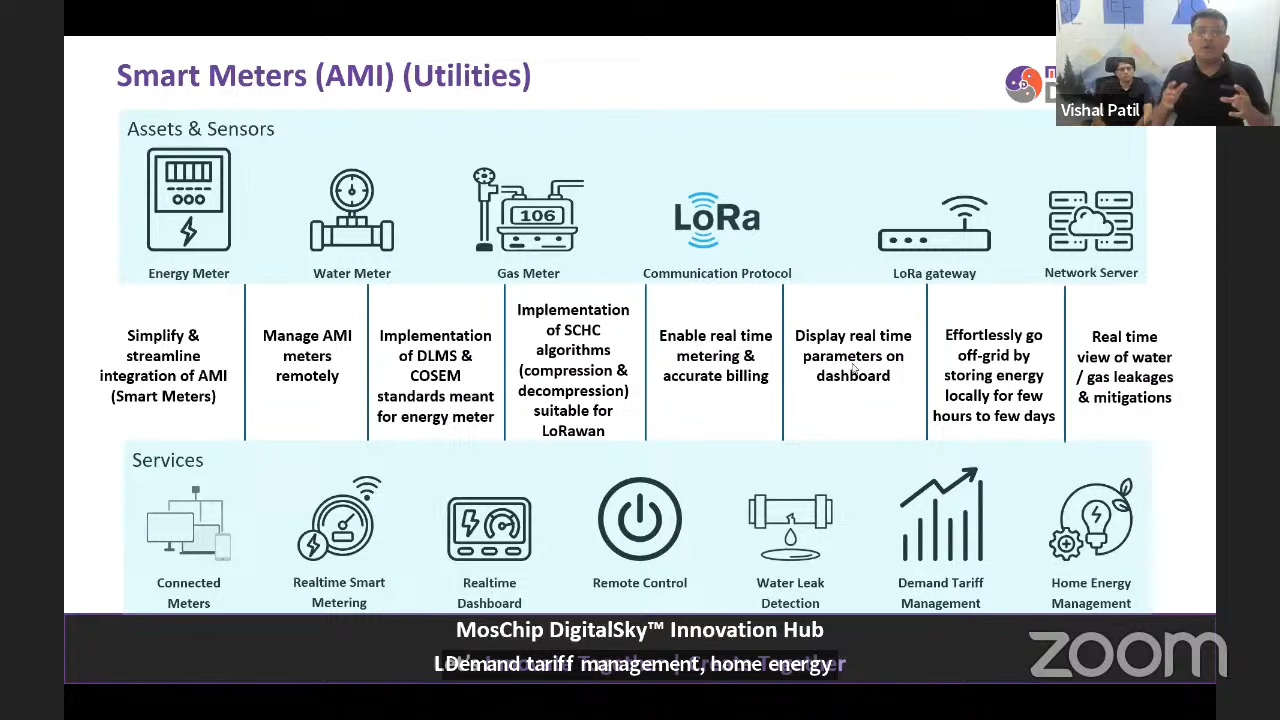 Smart Meters (AMI) (Utilities)
Vishal Patil
Assets & Sensors
106
LoRa
Energy Meter
Water Meter
Gas Meter
Communication Protocol
LoRa gateway
Network Server
Simplify &
streamline
integration of AMI
(Smart Meters)
Manage AMI
meters
remotely
Implementation
of DLMS &
COSEM
standards meant
for energy meter
Implementation
of SCHC
algorithms
(compression &
decompression)
suitable for
LoRawan
Enable real time
metering &
accurate billing
Display real time
parameters on
dashboard
Effortlessly go
off-grid by
storing energy
locally for few
hours to few days
Real time
view of water
/ gas leakages
& mitigations
Services
Connected
Meters
Realtime Smart
Metering
Realtime
Dashboard
Remote Control
Water Leak
Detection
Demand Tariff
Management
Home Energy
Management
MosChip DigitalSky™ Innovation Hub
Demand tariff management, home energy
zoom